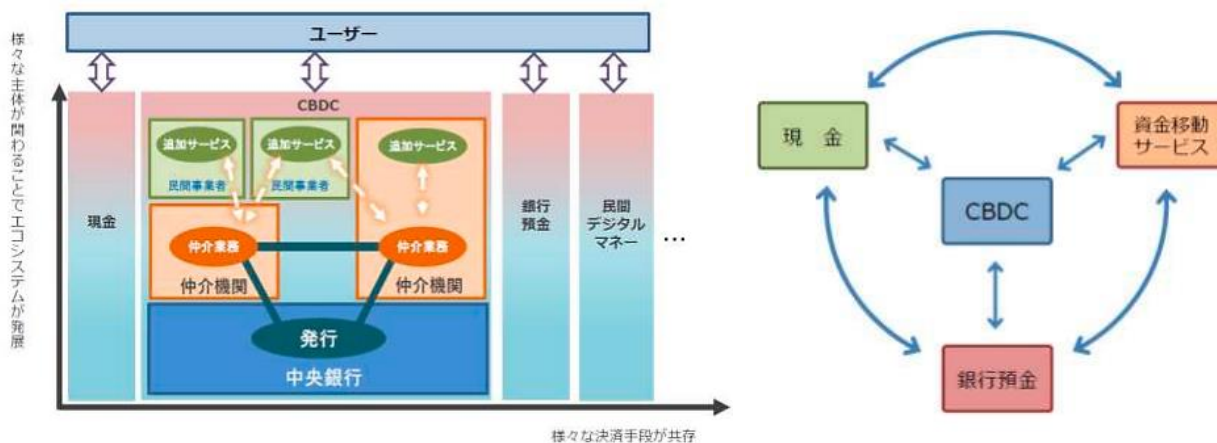 ユーザー
様々な主体が関わることでエコシステムが発展
現金
CBDC
追加サービス
追加サービス
追加サービス
民間事業者
民間事業者
仲介業務
仲介業務
仲介機関
仲介機関
発行
中央銀行
銀行
預金
民間
デジタル
マネー
…
様々な決済手段が共存
現 金
資金移動
サービス
CBDC
銀行預金